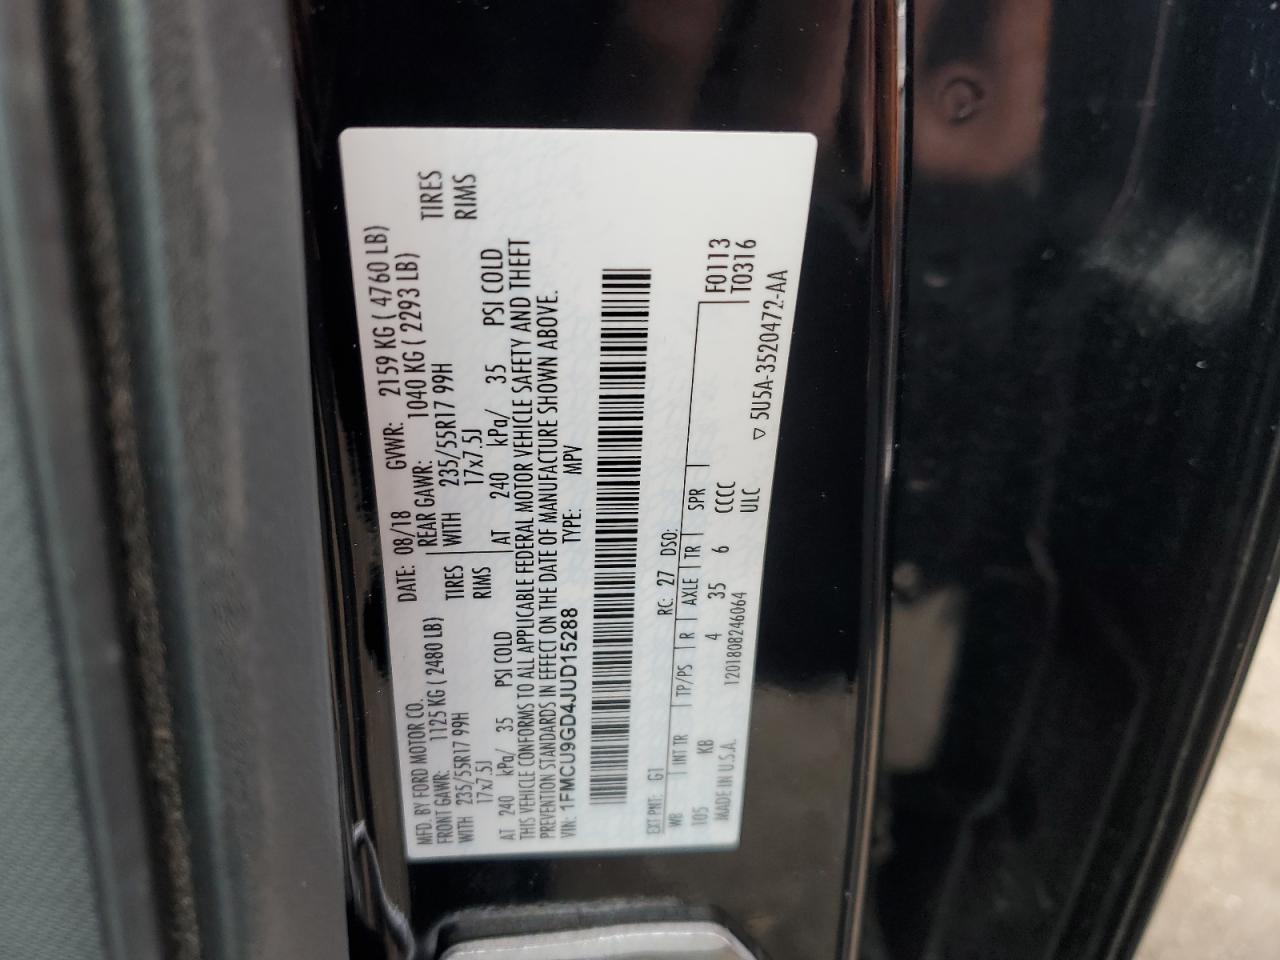 MFD. BY FORD MOTOR CO.
DATE: 08/18 GVWR: 2159 KG ( 4760 LB)
FRONT GAWR: 1125 KG ( 2480 LB) REAR GAWR: 1040 KG ( 2293 LB)
WITH 235/55R17 99H TIRES WITH 235/55R17 99H TIRES
17x7.5J RIMS 17x7.5J RIMS
AT 240 kPa/ 35 PSI COLD AT 240 kPa/ 35 PSI COLD
THIS VEHICLE CONFORMS TO ALL APPLICABLE FEDERAL MOTOR VEHICLE SAFETY AND THEFT
PREVENTION STANDARDS IN EFFECT ON THE DATE OF MANUFACTURE SHOWN ABOVE.
VIN: 1FMCU9GD4JUD15288 TYPE: MPV
EXT PNT: G1 RC: 27 DSO:
WB INT TR TP/PS R AXLE TR SPR F0113
105 KB 4 35 6 CCCC T0316
MADE IN U.S.A. 1201808246064 ULC
▽ 5U5A-3520472-AA